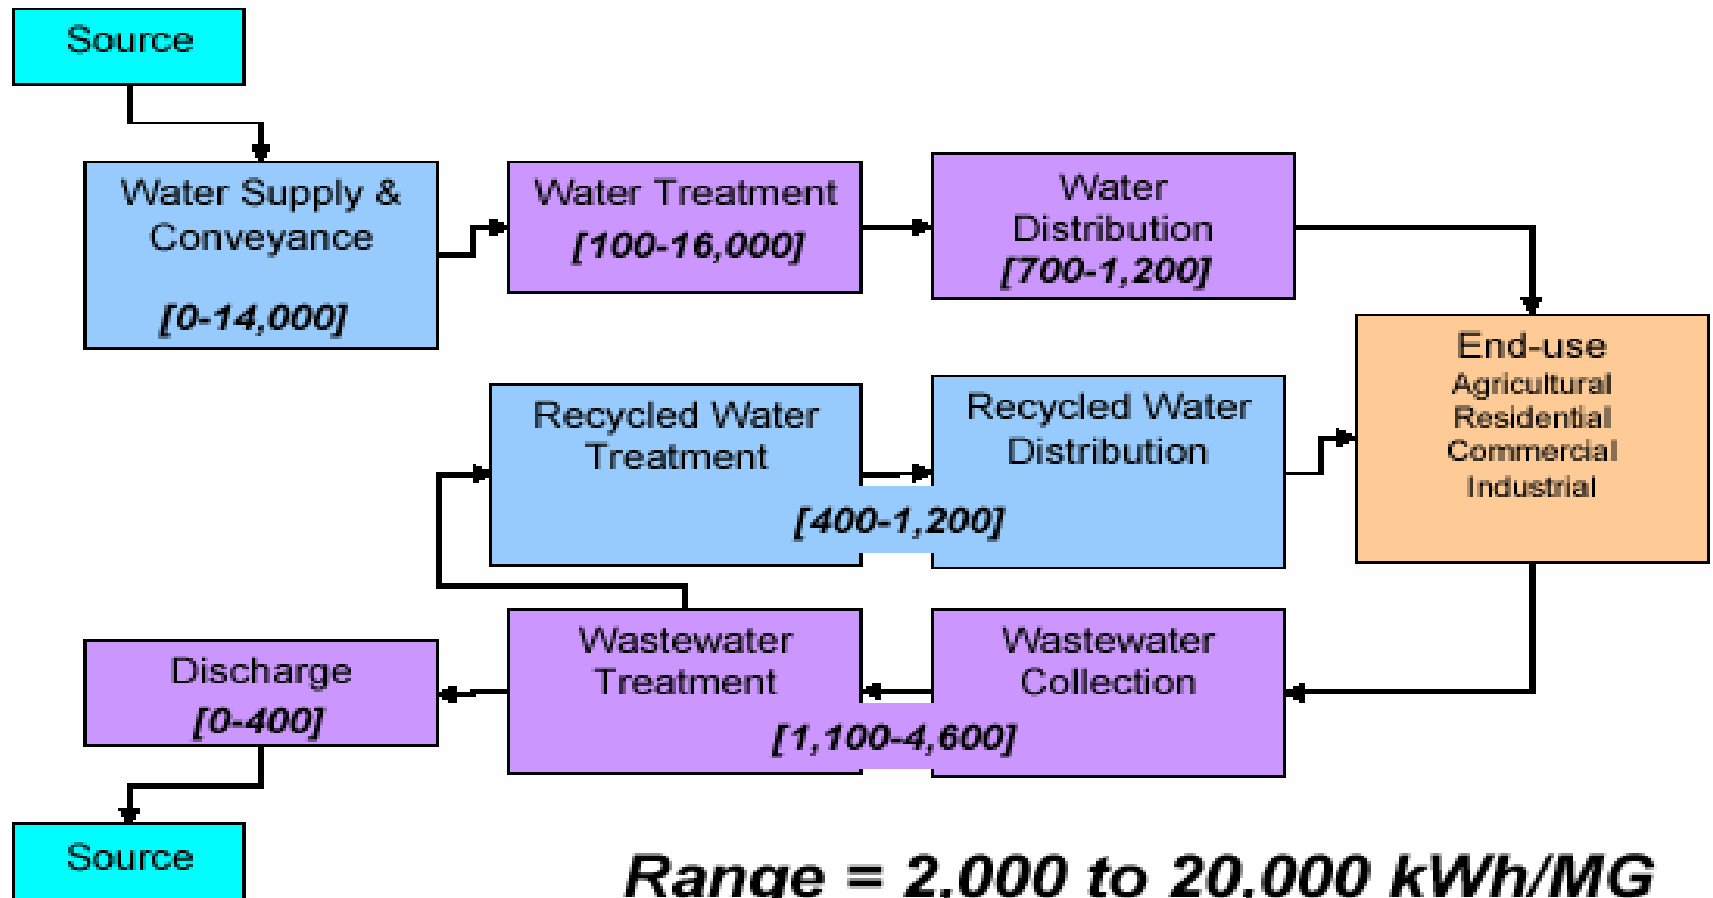 Source
Water Supply &
Conveyance
[0-14,000]
Water Treatment
[100-16,000]
Water
Distribution
[700-1,200]
End-use
Agricultural
Residential
Commercial
Industrial
Recycled Water
Treatment
Recycled Water
Distribution
[400-1,200]
Wastewater
Treatment
Wastewater
Collection
[1,100-4,600]
Discharge
[0-400]
Source
Range = 2,000 to 20,000 kWh/MG